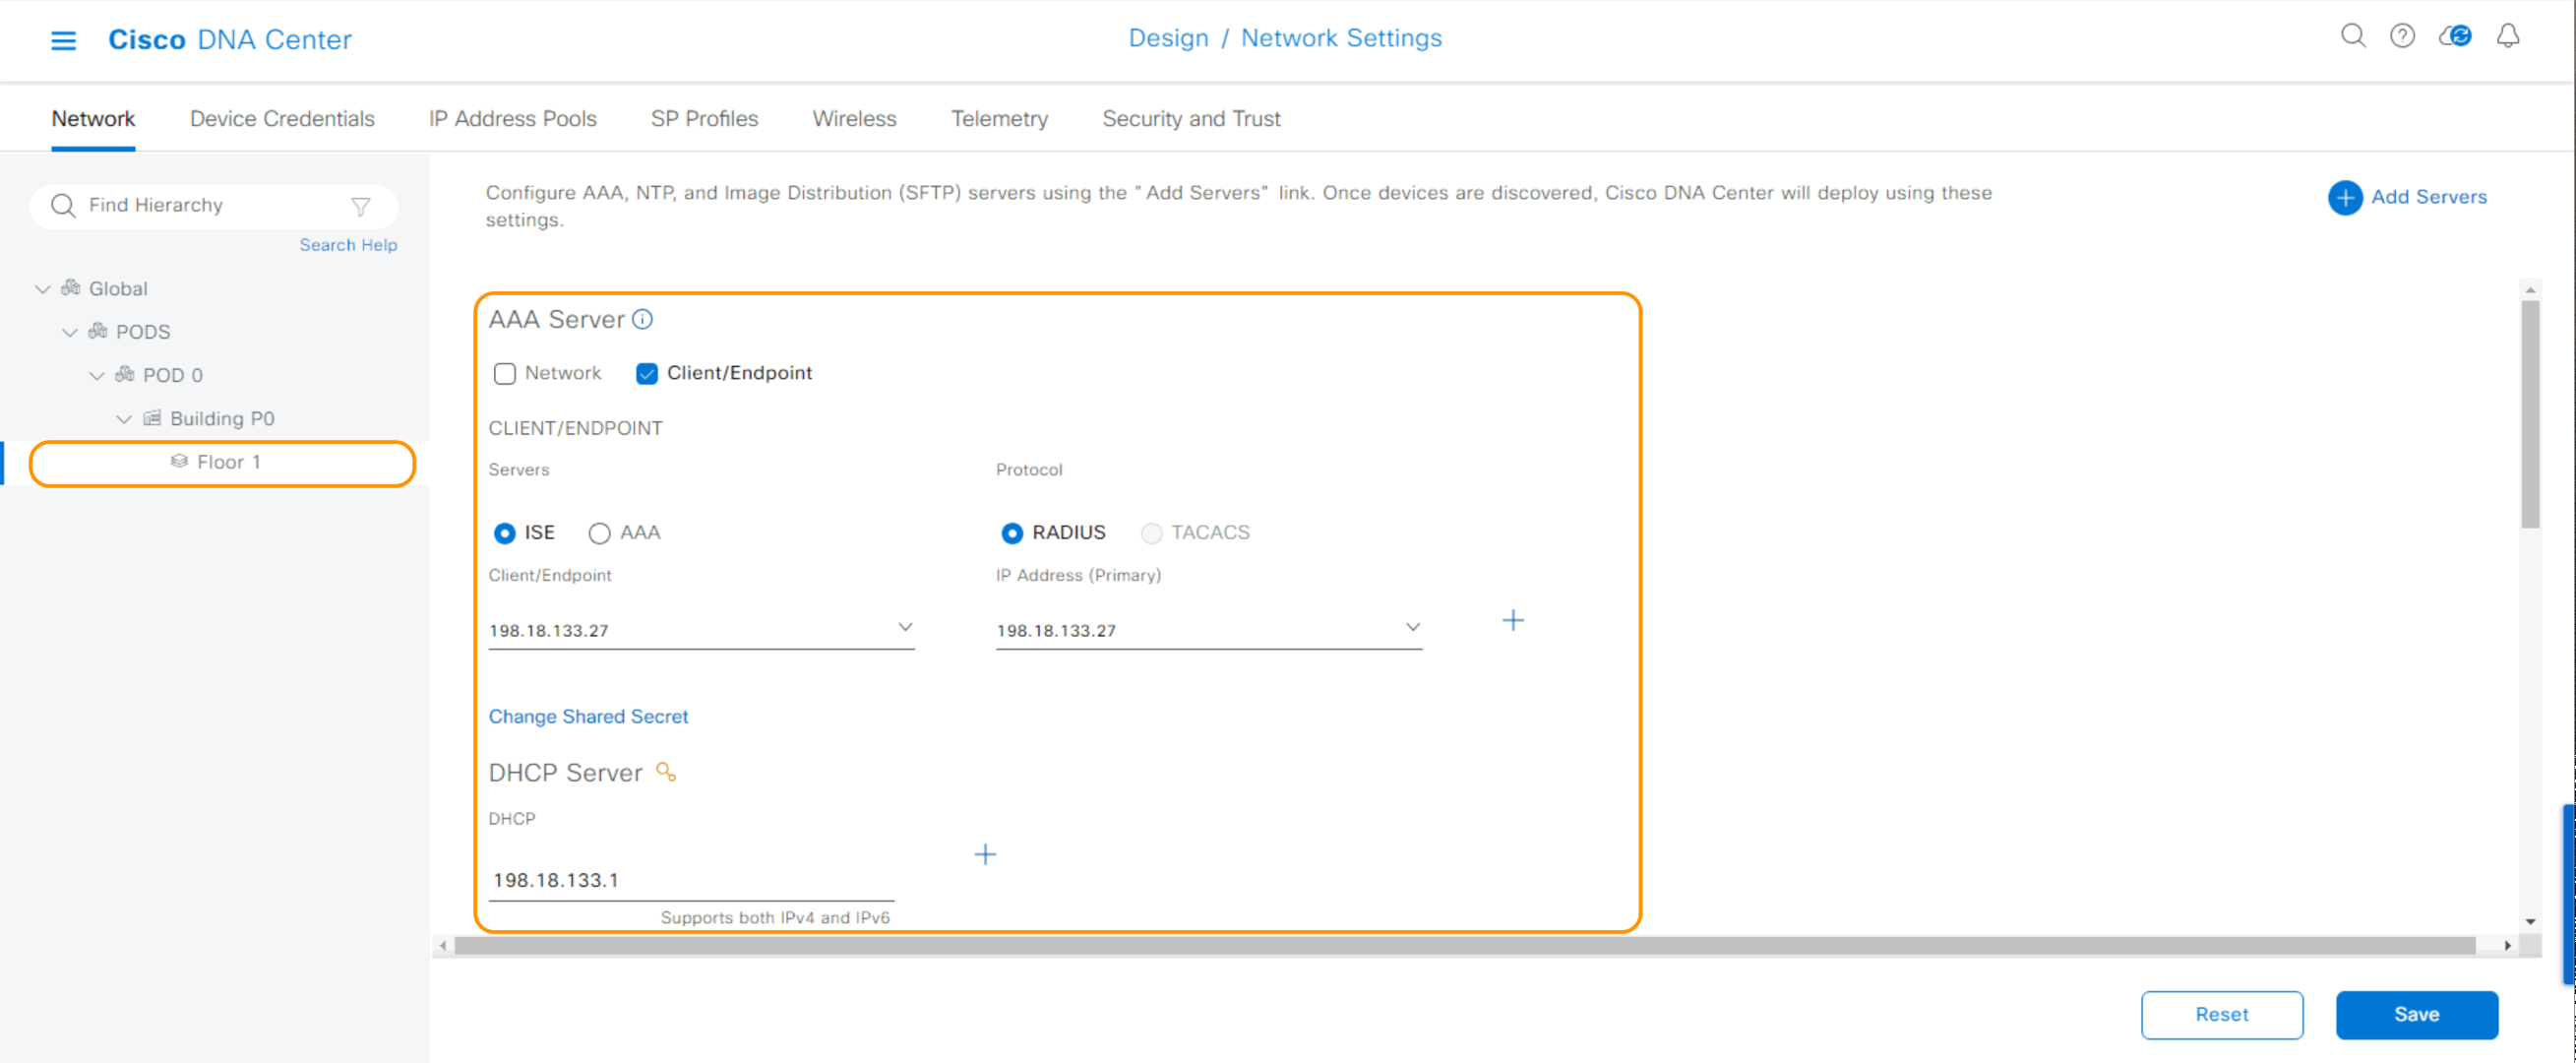 Cisco DNA Center
Design / Network Settings
Network
Device Credentials
IP Address Pools
SP Profiles
Wireless
Telemetry
Security and Trust
Find Hierarchy
Search Help
Global
PODS
POD 0
Building P0
Floor 1
Configure AAA, NTP, and Image Distribution (SFTP) servers using the "Add Servers" link. Once devices are discovered, Cisco DNA Center will deploy using these
settings.
Add Servers
AAA Server
Network
Client/Endpoint
CLIENT/ENDPOINT
Servers
Protocol
ISE
AAA
RADIUS
TACACS
Client/Endpoint
IP Address (Primary)
198.18.133.27
198.18.133.27
Change Shared Secret
DHCP Server
DHCP
198.18.133.1
Supports both IPv4 and IPv6
Reset
Save